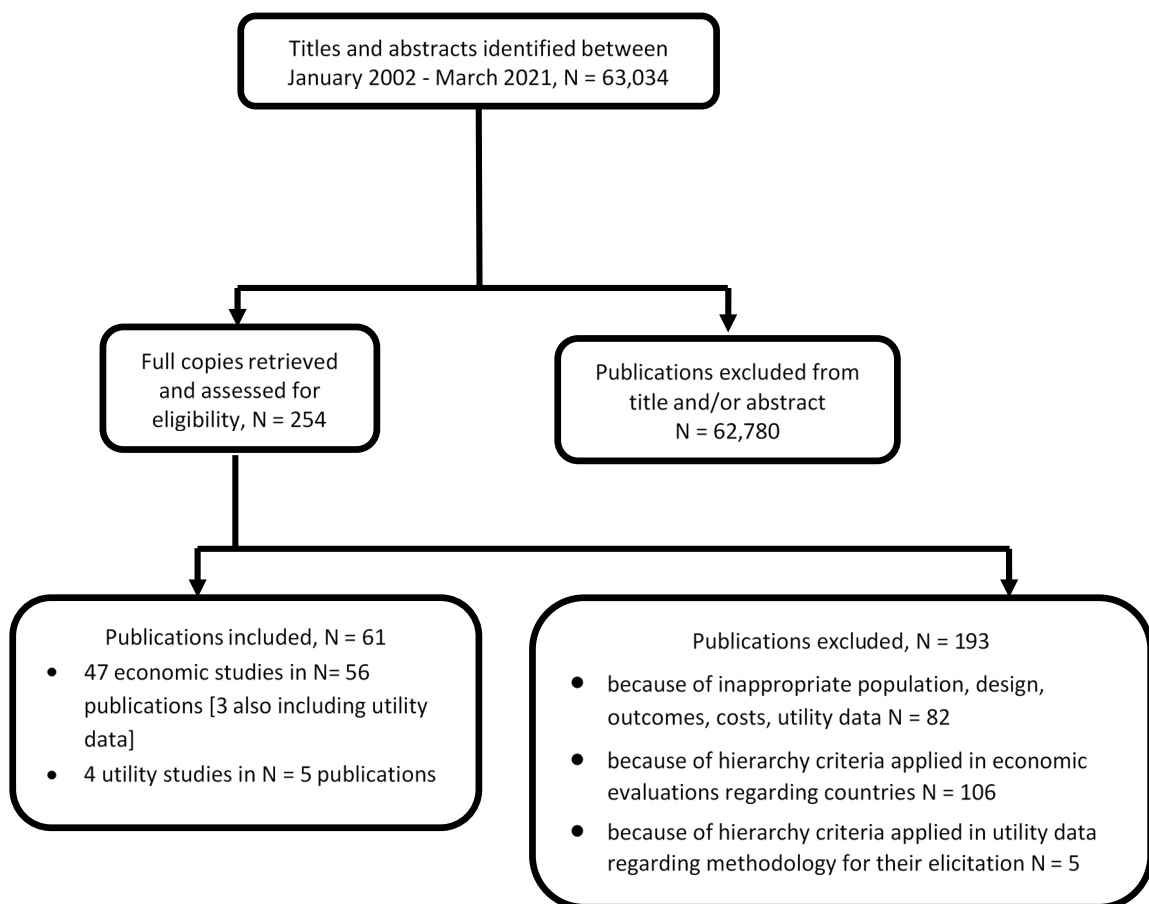 Titles and abstracts identified between
January 2002 - March 2021, N = 63,034
Full copies retrieved
and assessed for
eligibility, N = 254
Publications excluded from
title and/or abstract
N = 62,780
Publications included, N = 61
• 47 economic studies in N= 56
publications [3 also including utility
data]
• 4 utility studies in N = 5 publications
Publications excluded, N = 193
• because of inappropriate population, design,
outcomes, costs, utility data N = 82
• because of hierarchy criteria applied in economic
evaluations regarding countries N = 106
• because of hierarchy criteria applied in utility data
regarding methodology for their elicitation N = 5